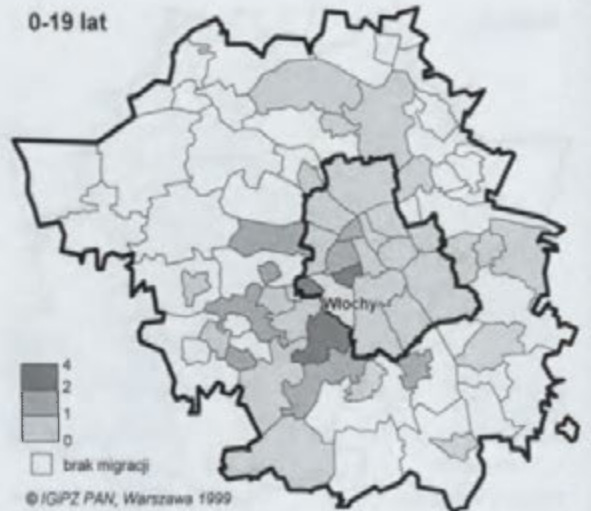 0-19 lat
Włochy
4
2
1
0
brak migracji
© IGiPZ PAN, Warszawa 1999